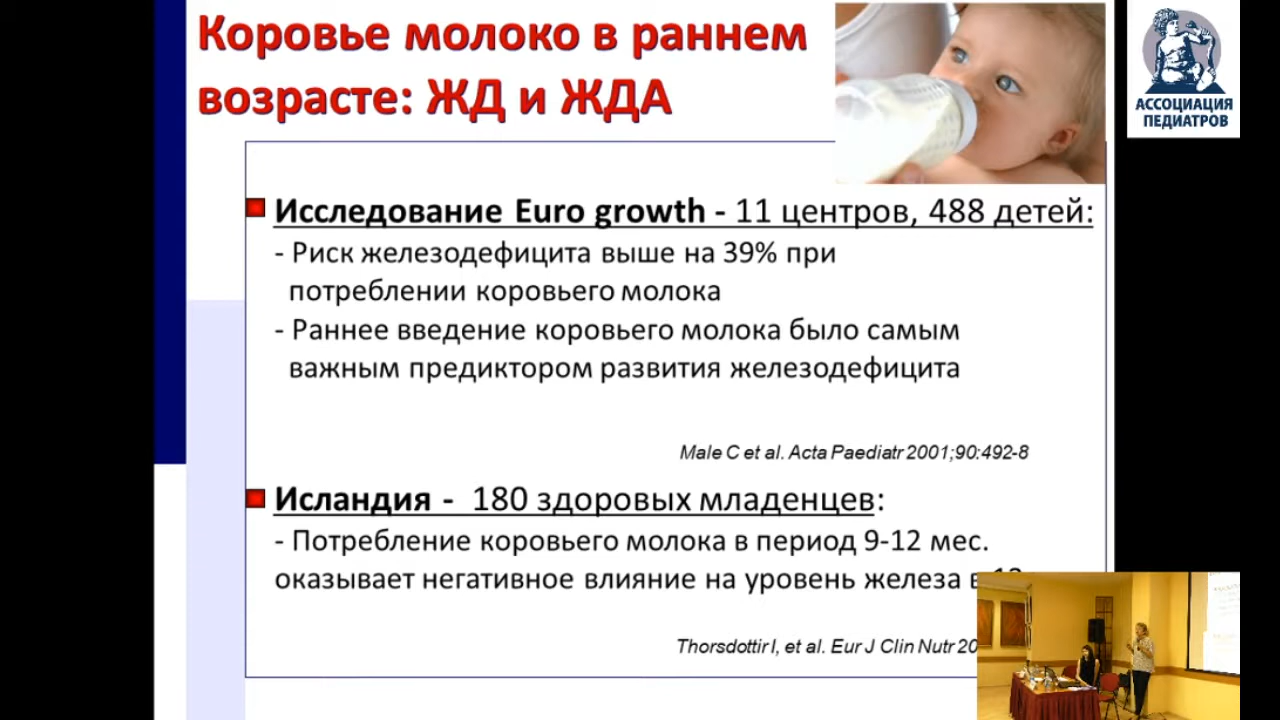 Коровье молоко в раннем
возрасте: ЖД и ЖДА
АССОЦИАЦИЯ
ПЕДИАТРОВ
Исследование Euro growth - 11 центров, 488 детей:
- Риск железодефицита выше на 39% при
потреблении коровьего молока
- Раннее введение коровьего молока было самым
важным предиктором развития железодефицита
Male C et al. Acta Paediatr 2001;90:492-8
Исландия - 180 здоровых младенцев:
- Потребление коровьего молока в период 9-12 мес.
оказывает негативное влияние на уровень железа в
Thorsdottir I, et al. Eur J Clin Nutr